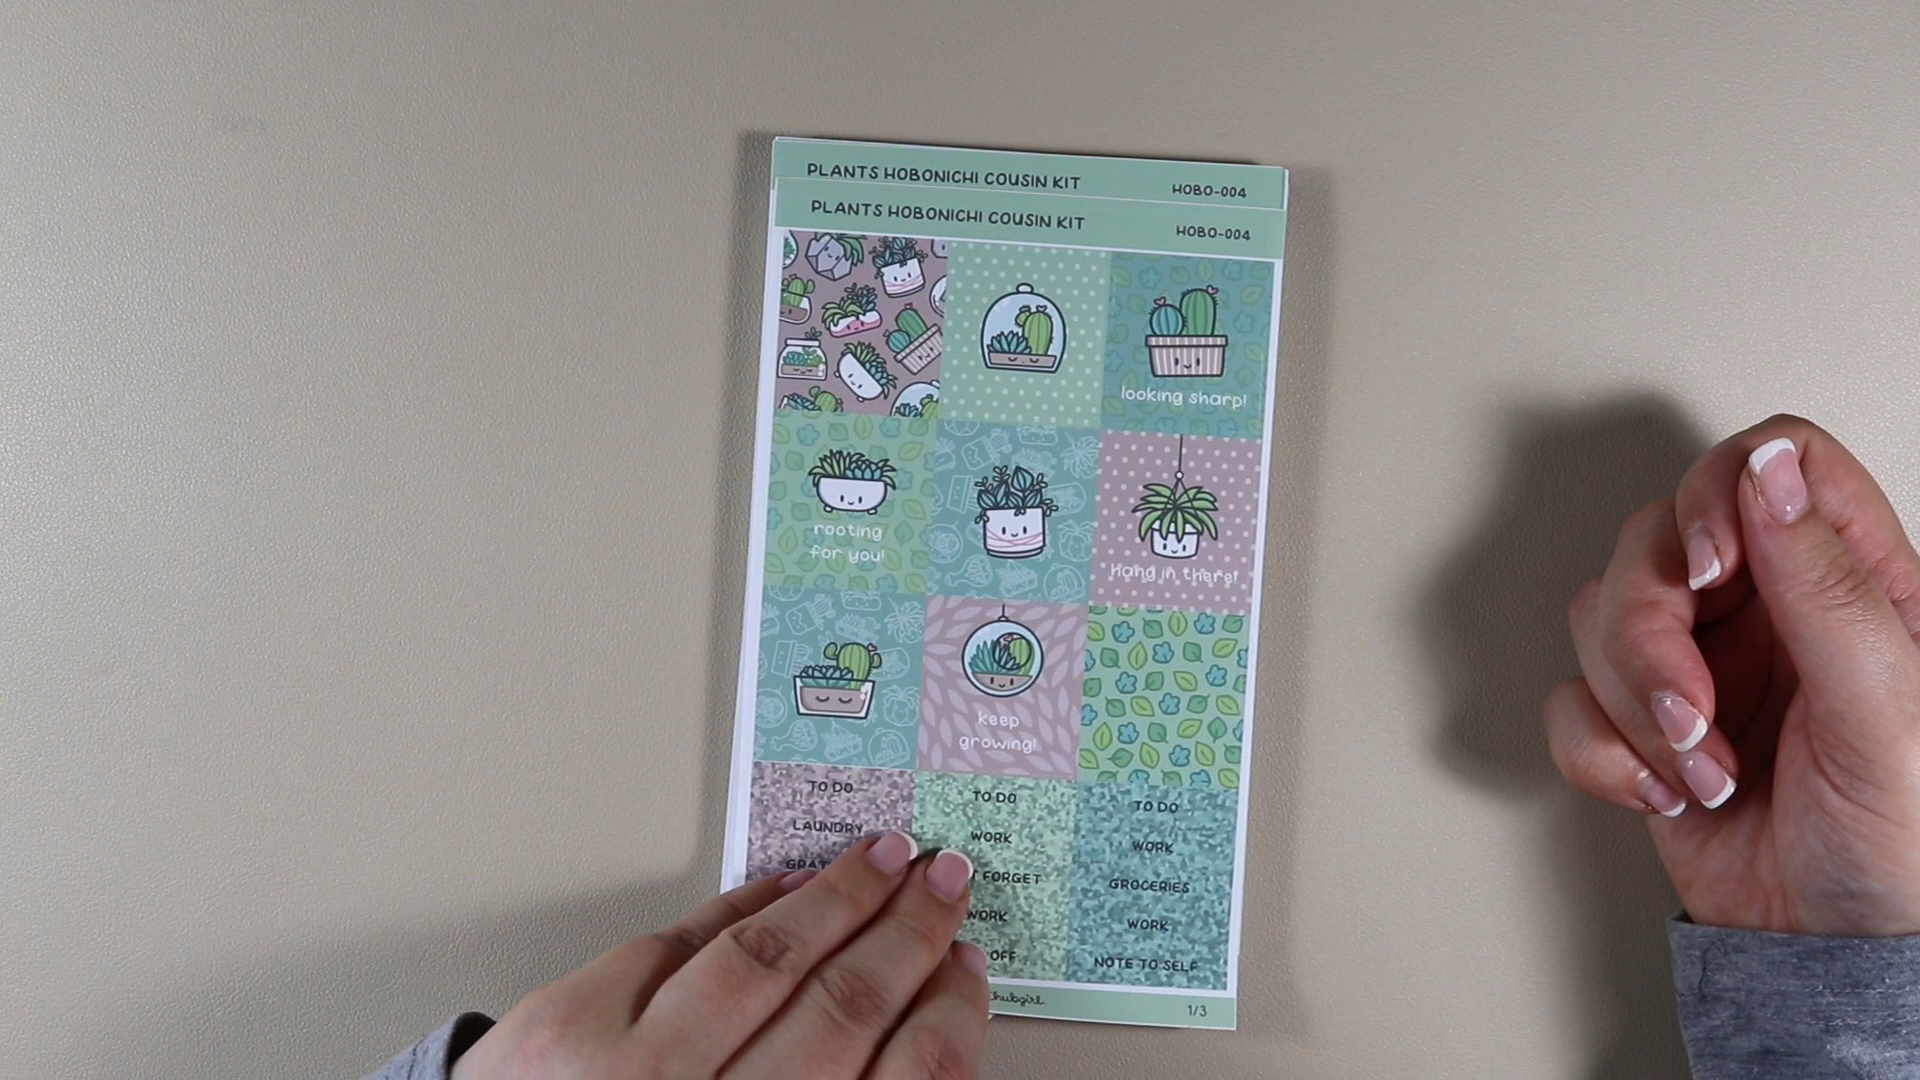 PLANTS HOBONICHI COUSIN KIT HOBO-004
PLANTS HOBONICHI COUSIN KIT HOBO-004
looking sharp!
rooting
for you!
hang in there!
keep
growing!
TO DO
LAUNDRY
TO DO
WORK
FORGET
WORK
OFF
TO DO
WORK
GROCERIES
WORK
NOTE TO SELF
1/3